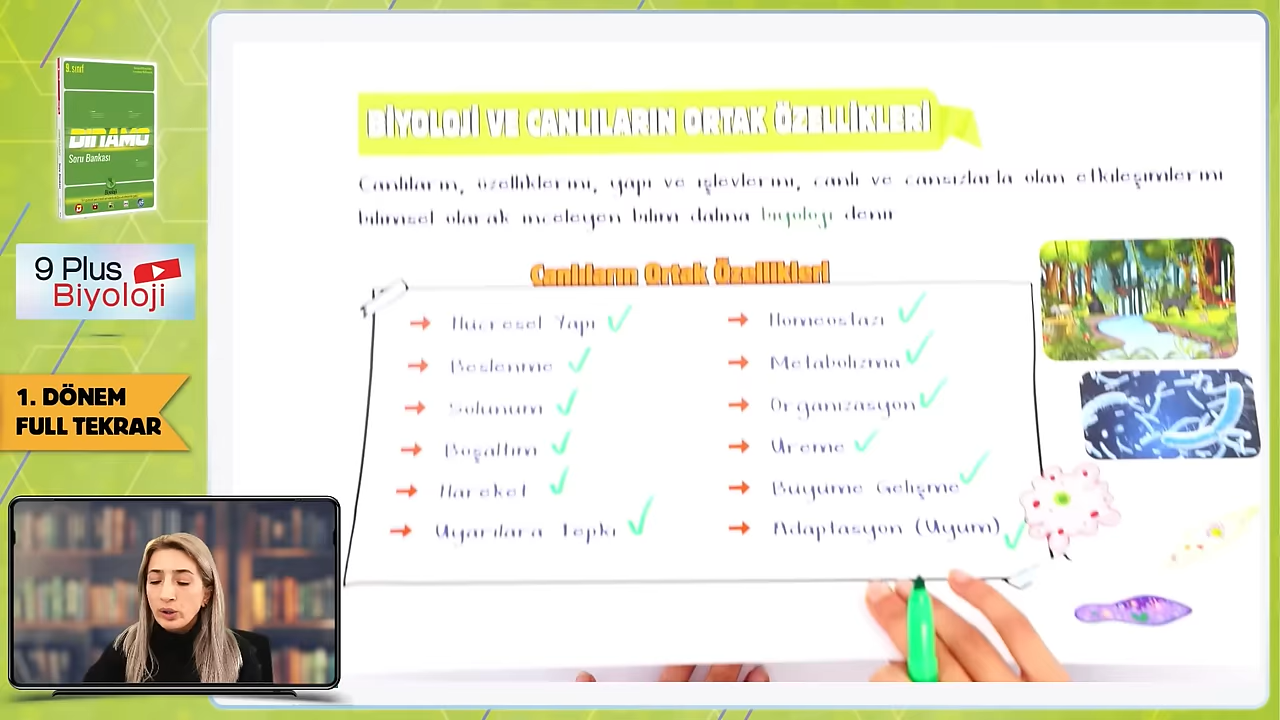 9. sınıf
DİNAMO
Soru Bankası
9 Plus
Biyoloji
1. DÖNEM
FULL TEKRAR
BİYOLOJİ VE CANLILARIN ORTAK ÖZELLİKLERİ
Canlıların, özelliklerini, yapı ve işlevlerini, canlı ve cansızlarla olan etkileşimlerini
bilimsel olarak inceleyen bilim dalına biyoloji denir
Canlıların Ortak Özellikleri
Hücresel Yapı
Beslenme
Solunum
Boşaltım
Hareket
Uyarılara Tepki
Homeostazi
Metabolizma
Organizasyon
Üreme
Büyüme Gelişme
Adaptasyon (Uyum)